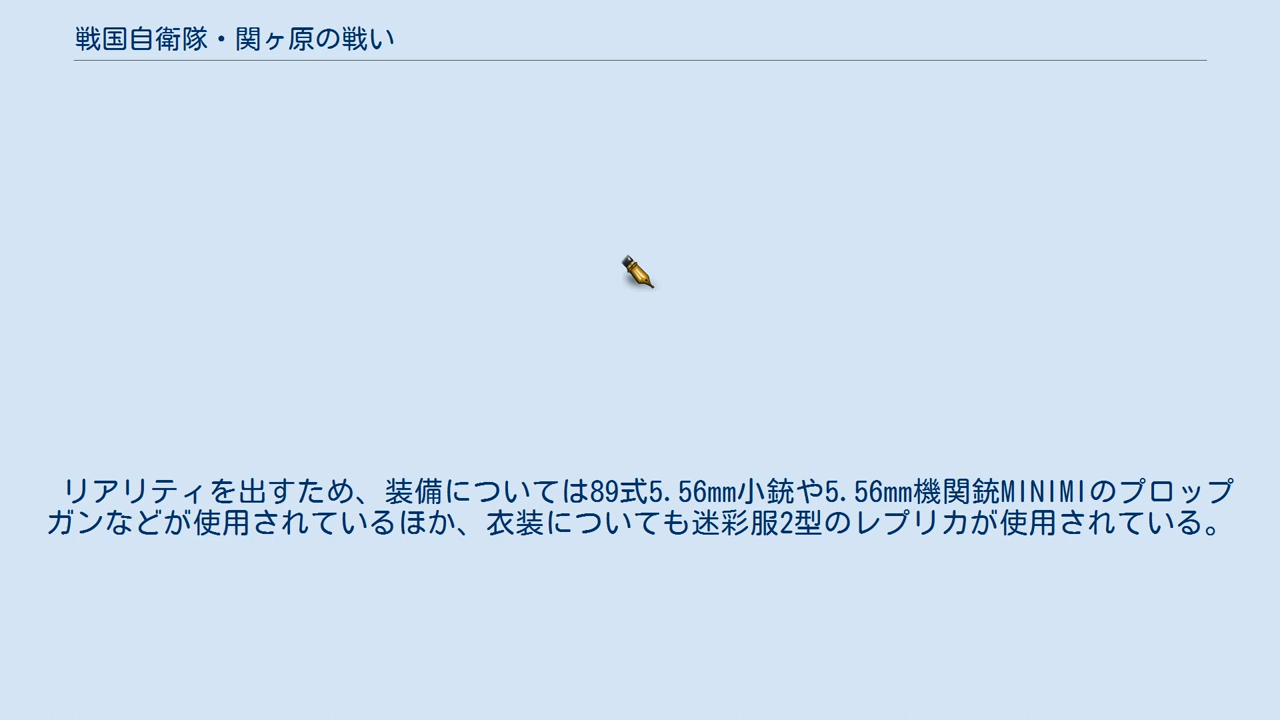 戦国自衛隊・関ヶ原の戦い
リアリティを出すため、装備については89式5.56mm小銃や5.56mm機関銃MINIMIのプロップ
ガンなどが使用されているほか、衣装についても迷彩服2型のレプリカが使用されている。